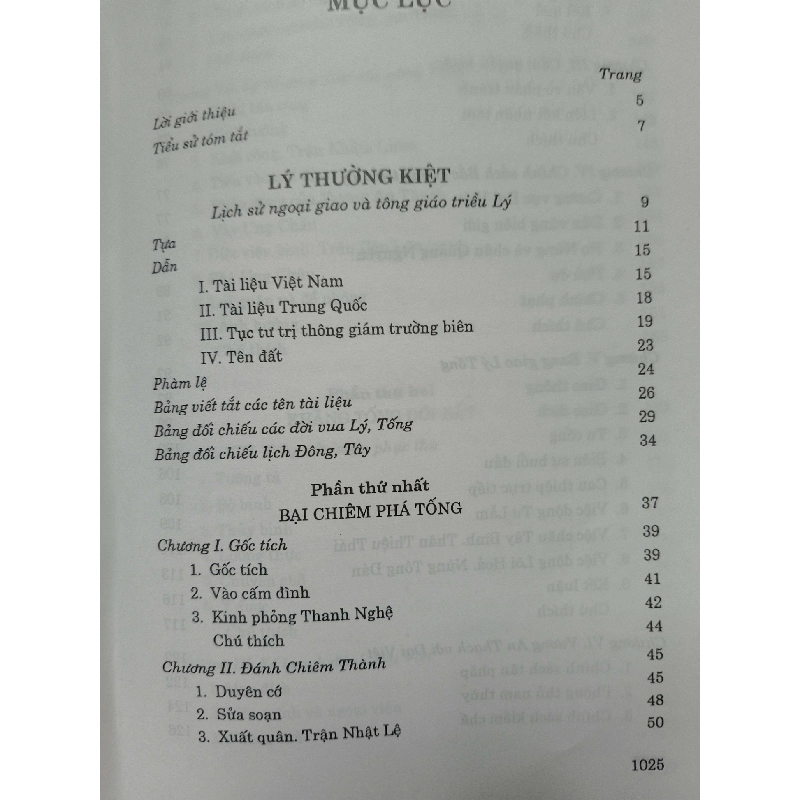 MỤC LỤC
Trang
Lời giới thiệu 5
Tiểu sử tóm tắt 7
LÝ THƯỜNG KIỆT
Lịch sử ngoại giao và tông giáo triều Lý 9
Tựa 11
Dẫn 15
I. Tài liệu Việt Nam 15
II. Tài liệu Trung Quốc 18
III. Tục tư trị thông giám trường biên 19
IV. Tên đất 23
Phàm lệ 24
Bảng viết tắt các tên tài liệu 26
Bảng đối chiếu các đời vua Lý, Tống 29
Bảng đối chiếu lịch Đông, Tây 34
Phần thứ nhất
BẠI CHIÊM PHÁ TỐNG 37
Chương I. Gốc tích 39
1. Gốc tích 39
2. Vào cấm đình 41
3. Kinh phỏng Thanh Nghệ 42
Chú thích 44
Chương II. Đánh Chiêm Thành 45
1. Duyên cớ 45
2. Sửa soạn 48
3. Xuất quân. Trận Nhật Lệ 50
1025